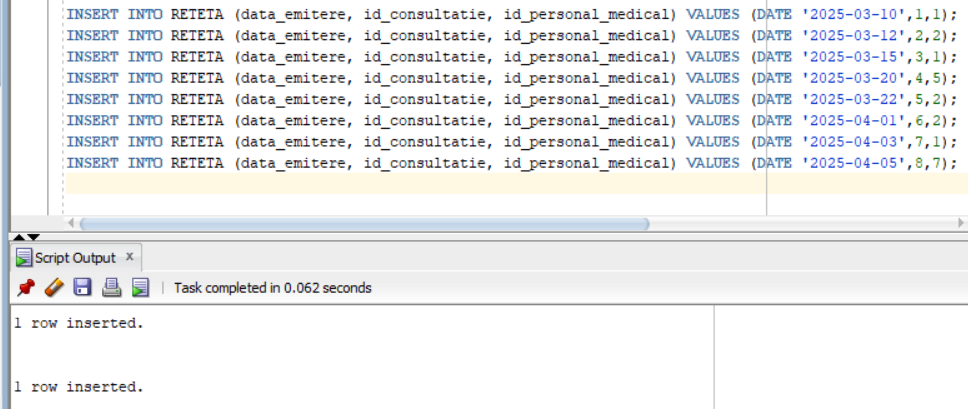 INSERT INTO RETETA (data_emitere, id_consultatie, id_personal_medical) VALUES (DATE '2025-03-10',1,1);
INSERT INTO RETETA (data_emitere, id_consultatie, id_personal_medical) VALUES (DATE '2025-03-12',2,2);
INSERT INTO RETETA (data_emitere, id_consultatie, id_personal_medical) VALUES (DATE '2025-03-15',3,1);
INSERT INTO RETETA (data_emitere, id_consultatie, id_personal_medical) VALUES (DATE '2025-03-20',4,5);
INSERT INTO RETETA (data_emitere, id_consultatie, id_personal_medical) VALUES (DATE '2025-03-22',5,2);
INSERT INTO RETETA (data_emitere, id_consultatie, id_personal_medical) VALUES (DATE '2025-04-01',6,2);
INSERT INTO RETETA (data_emitere, id_consultatie, id_personal_medical) VALUES (DATE '2025-04-03',7,1);
INSERT INTO RETETA (data_emitere, id_consultatie, id_personal_medical) VALUES (DATE '2025-04-05',8,7);
Script Output x
Task completed in 0.062 seconds
1 row inserted.
1 row inserted.